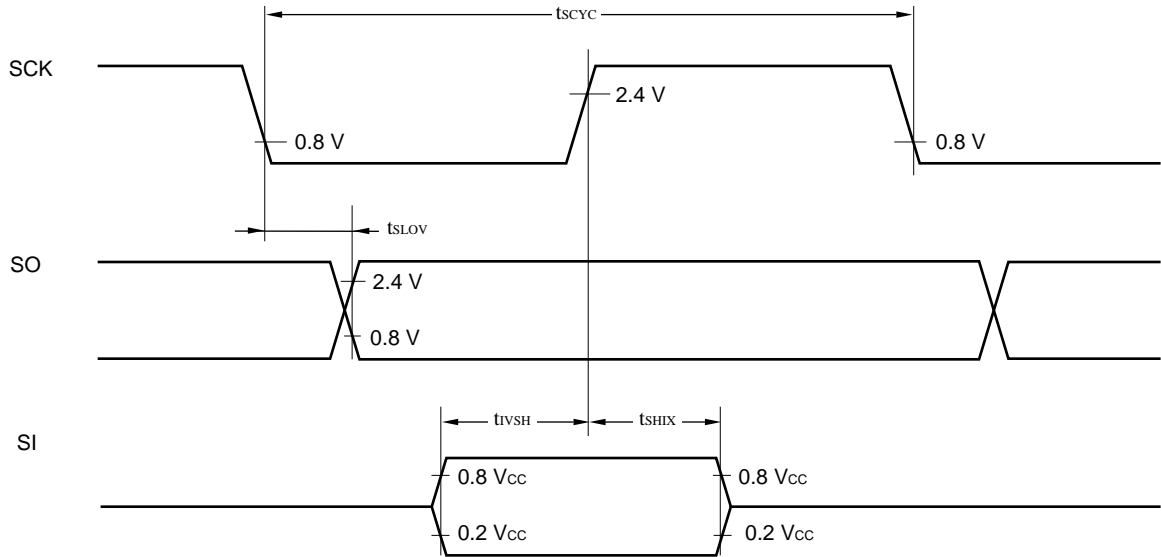 tSCYC
SCK
2.4 V
0.8 V
0.8 V
tSLOV
SO
2.4 V
0.8 V
tIVSH
tSHIX
SI
0.8 VCC
0.8 VCC
0.2 VCC
0.2 VCC